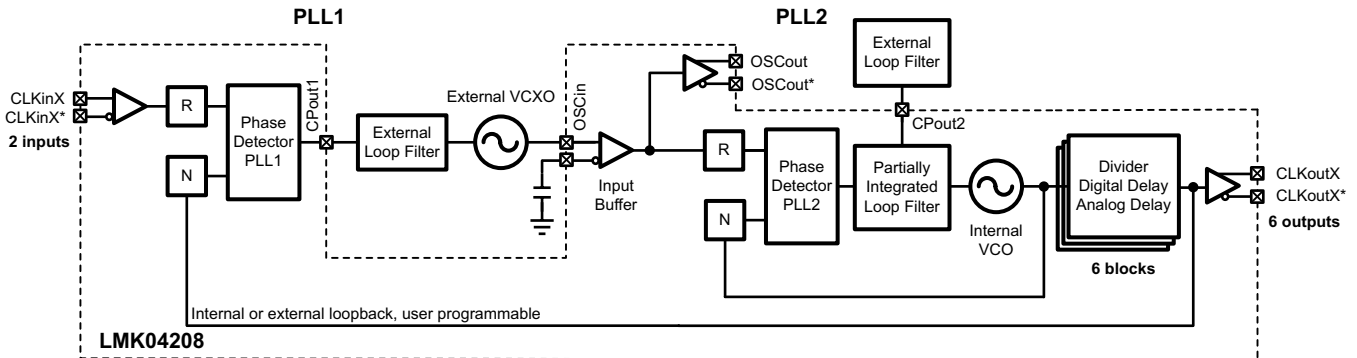 PLL1
PLL2
CLKinX
CLKinX*
2 inputs
R
N
Phase
Detector
PLL1
CPout1
External
Loop Filter
External VCXO
OSCin
Input
Buffer
OSCout
OSCout*
External
Loop Filter
CPout2
R
N
Phase
Detector
PLL2
Partially
Integrated
Loop Filter
Internal
VCO
Divider
Digital Delay
Analog Delay
6 blocks
CLKoutX
CLKoutX*
6 outputs
Internal or external loopback, user programmable
LMK04208